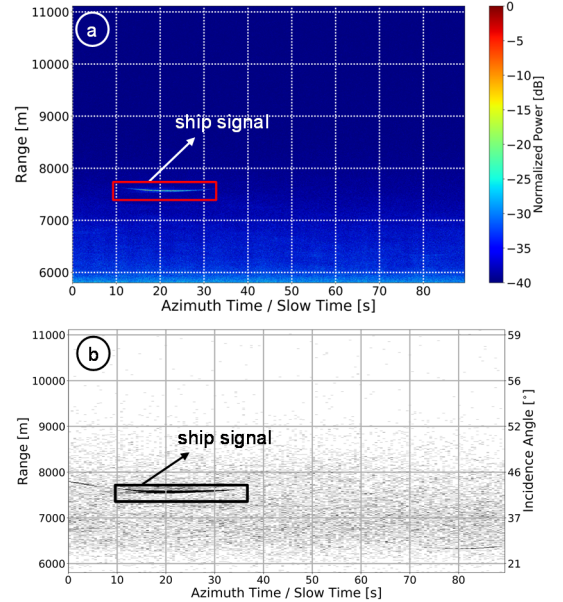 a
11000
10000
9000
8000
7000
6000
Range [m]
ship signal
0 10 20 30 40 50 60 70 80
Azimuth Time / Slow Time [s]
0
−5
−10
−15
−20
−25
−30
−35
−40
Normalized Power [dB]
b
11000
10000
9000
8000
7000
6000
Range [m]
ship signal
59
56
52
46
37
21
Incidence Angle [°]
0 10 20 30 40 50 60 70 80
Azimuth Time / Slow Time [s]